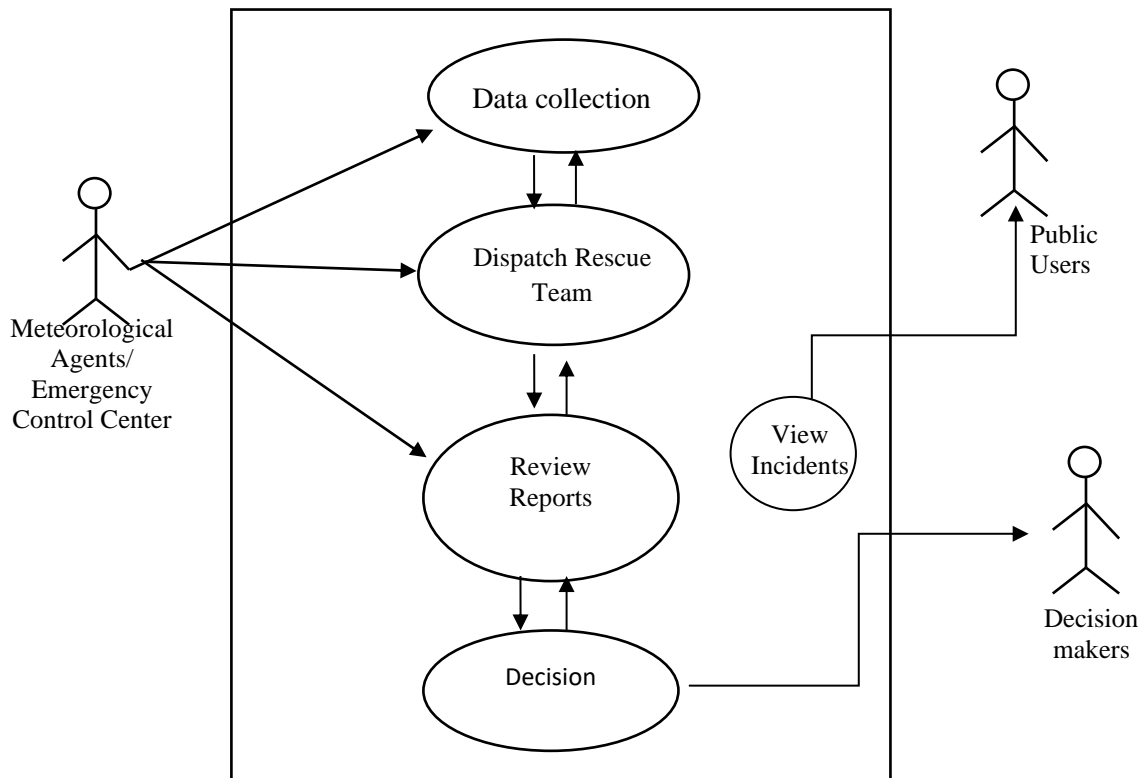 Data collection
Dispatch Rescue
Team
Review
Reports
Decision
View
Incidents
Meteorological
Agents/
Emergency
Control Center
Public
Users
Decision
makers